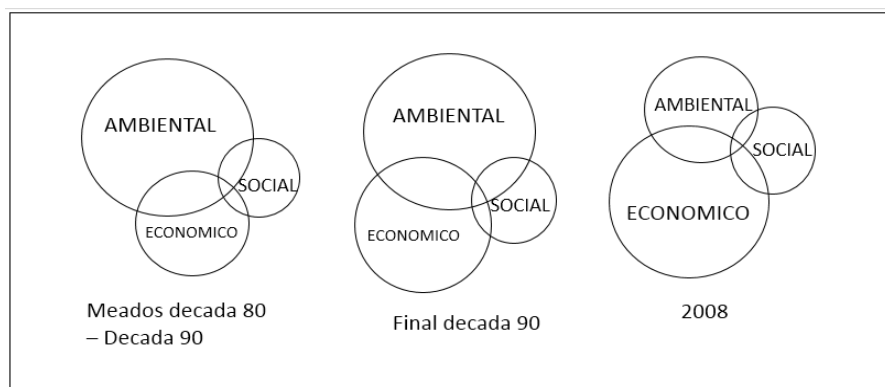 AMBIENTAL
SOCIAL
ECONOMICO
Meados decada 80
– Decada 90
AMBIENTAL
SOCIAL
ECONOMICO
Final decada 90
AMBIENTAL
SOCIAL
ECONOMICO
2008